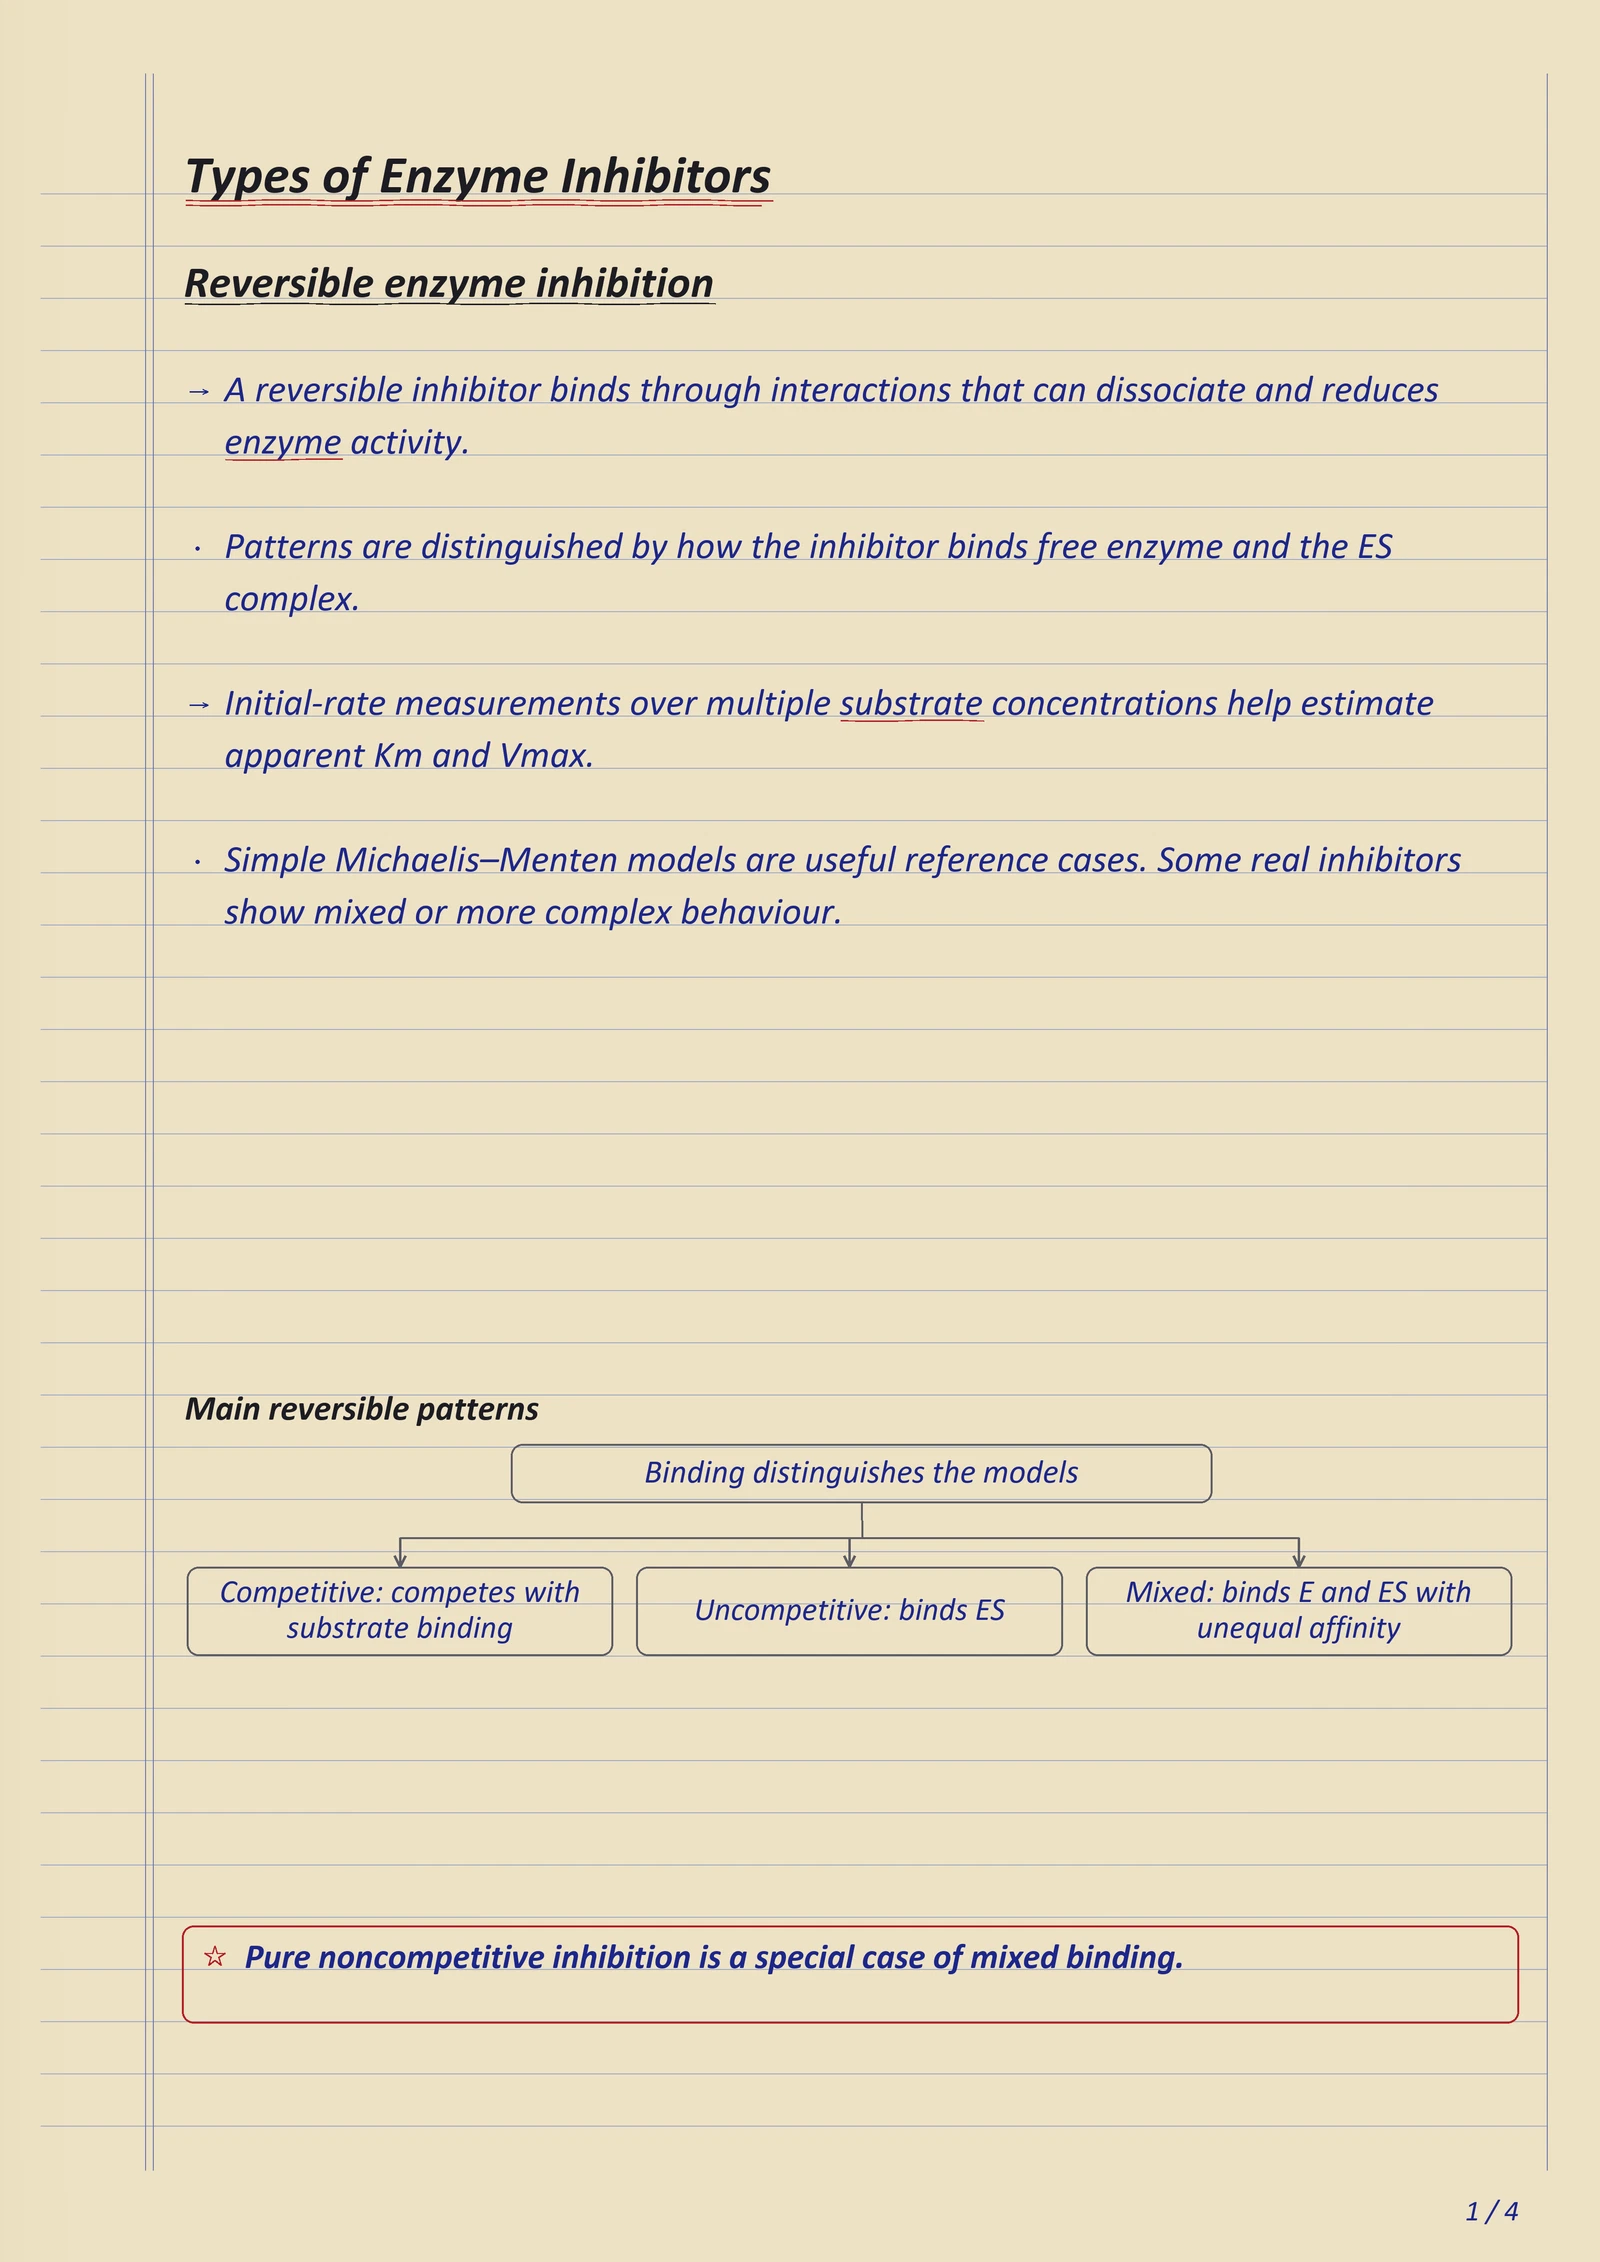 Types of Enzyme Inhibitors
Reversible enzyme inhibition
→ A reversible inhibitor binds through interactions that can dissociate and reduces
enzyme activity.
· Patterns are distinguished by how the inhibitor binds free enzyme and the ES
complex.
→ Initial-rate measurements over multiple substrate concentrations help estimate
apparent Km and Vmax.
· Simple Michaelis–Menten models are useful reference cases. Some real inhibitors
show mixed or more complex behaviour.
Main reversible patterns
Binding distinguishes the models
Competitive: competes with
substrate binding
Uncompetitive: binds ES
Mixed: binds E and ES with
unequal affinity
☆ Pure noncompetitive inhibition is a special case of mixed binding.
1 / 4